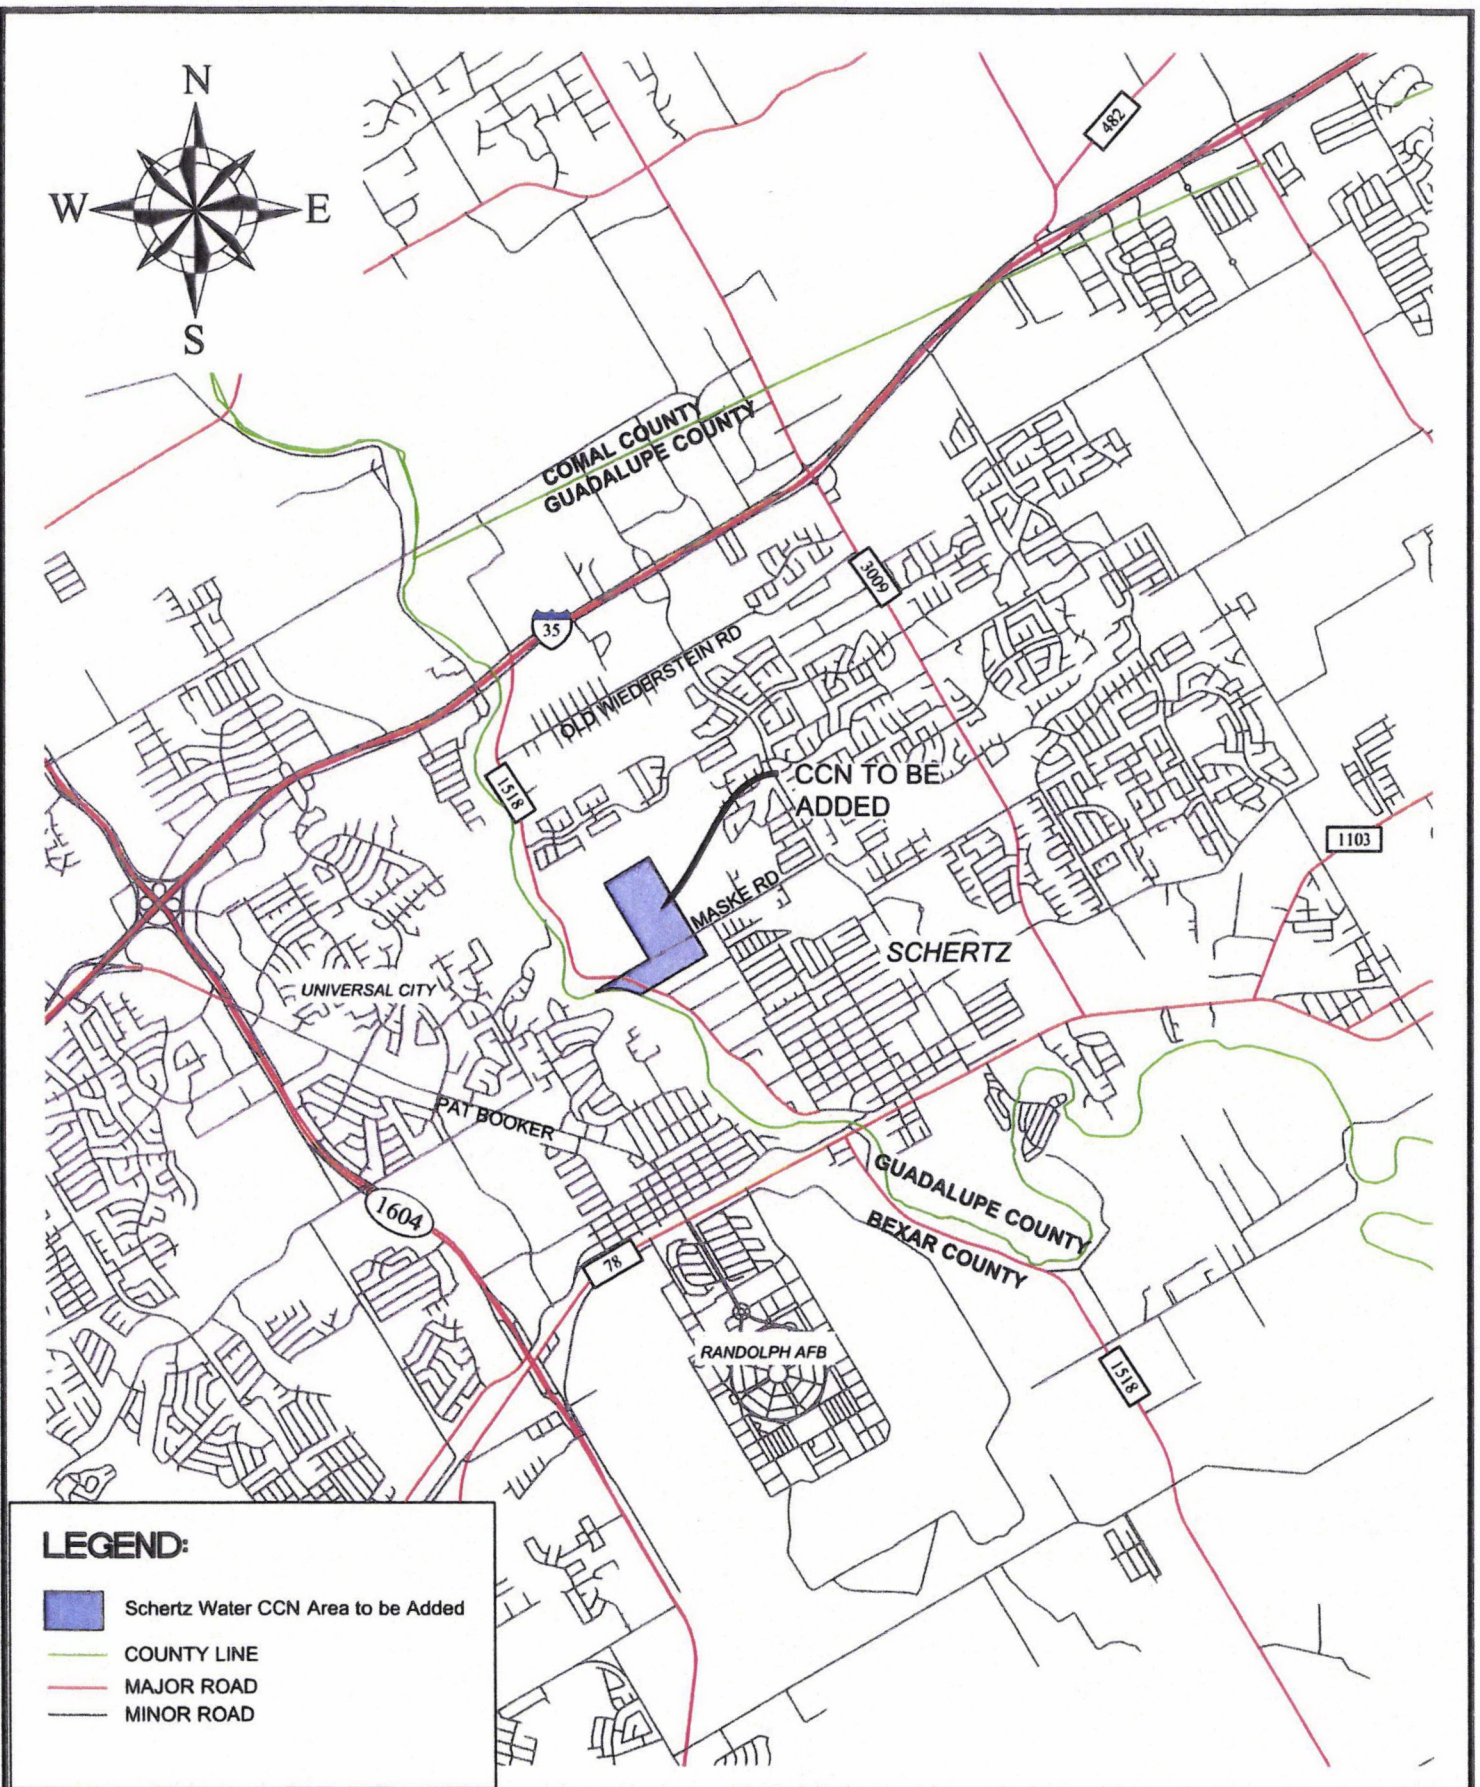 N
W
E
S
482
COMAL COUNTY
GUADALUPE COUNTY
3009
35
OLD WIEDERSTEIN RD
1518
CCN TO BE
ADDED
1103
MASKE RD
SCHERTZ
UNIVERSAL CITY
PAT BOOKER
GUADALUPE COUNTY
BEXAR COUNTY
1604
78
RANDOLPH AFB
1518
LEGEND:
Schertz Water CCN Area to be Added
COUNTY LINE
MAJOR ROAD
MINOR ROAD